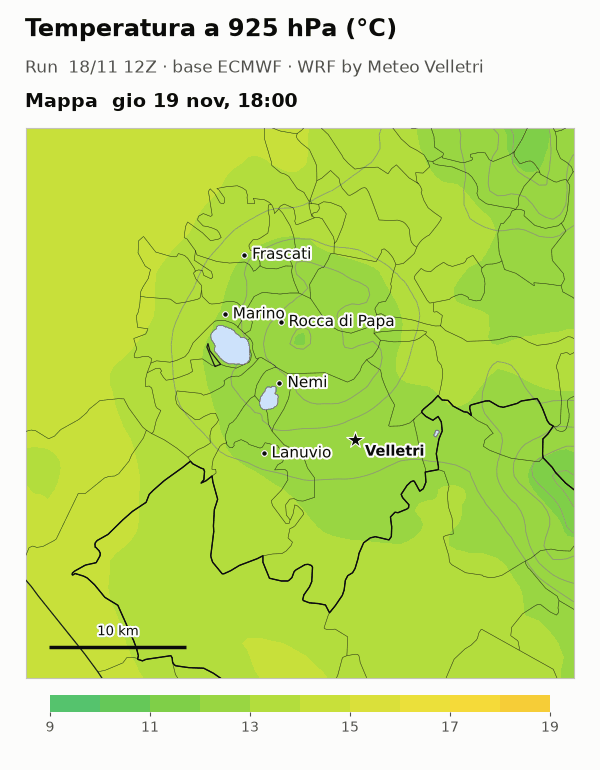 Temperatura a 925 hPa (°C)
Run  18/11 12Z · base ECMWF · WRF by Meteo Velletri
Mappa  gio 19 nov, 18:00
Frascati
Marino
Rocca di Papa
Nemi
Velletri
Lanuvio
10 km
9 11 13 15 17 19